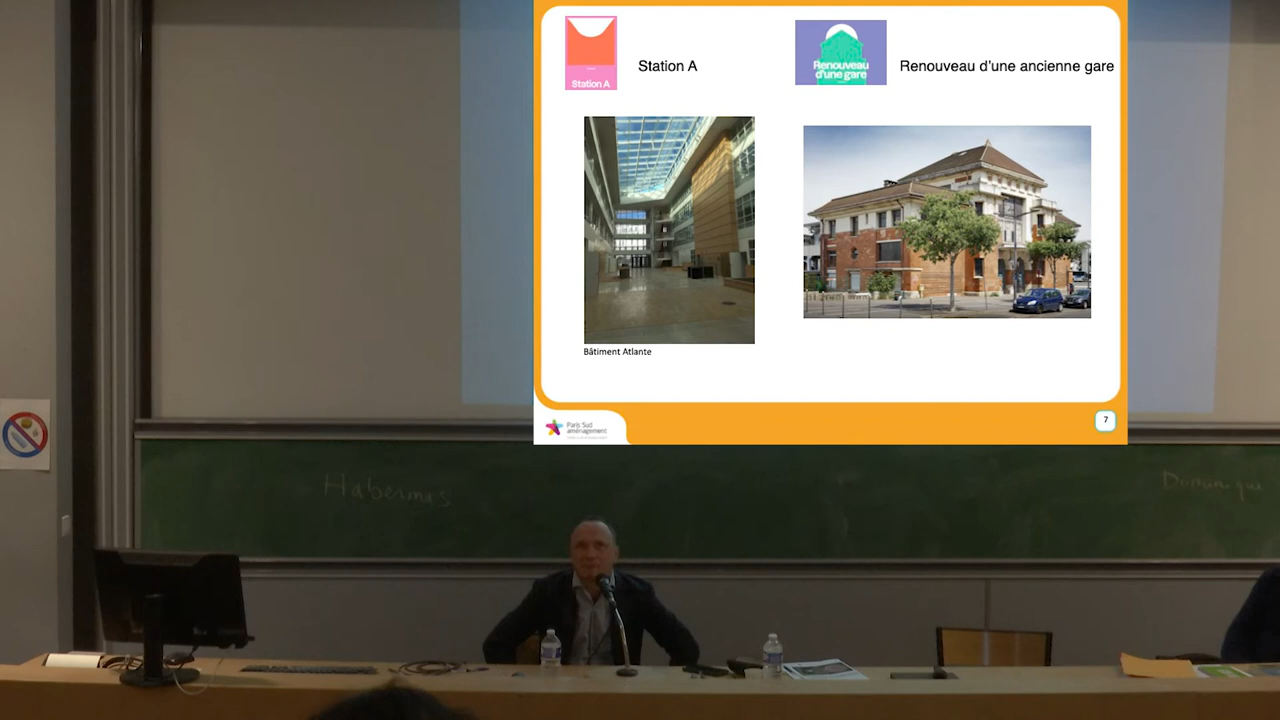 Station A
Station A
Renouveau
d'une gare
Renouveau d'une ancienne gare
Bâtiment Atlante
Paris Sud
aménagement
7
Habermas